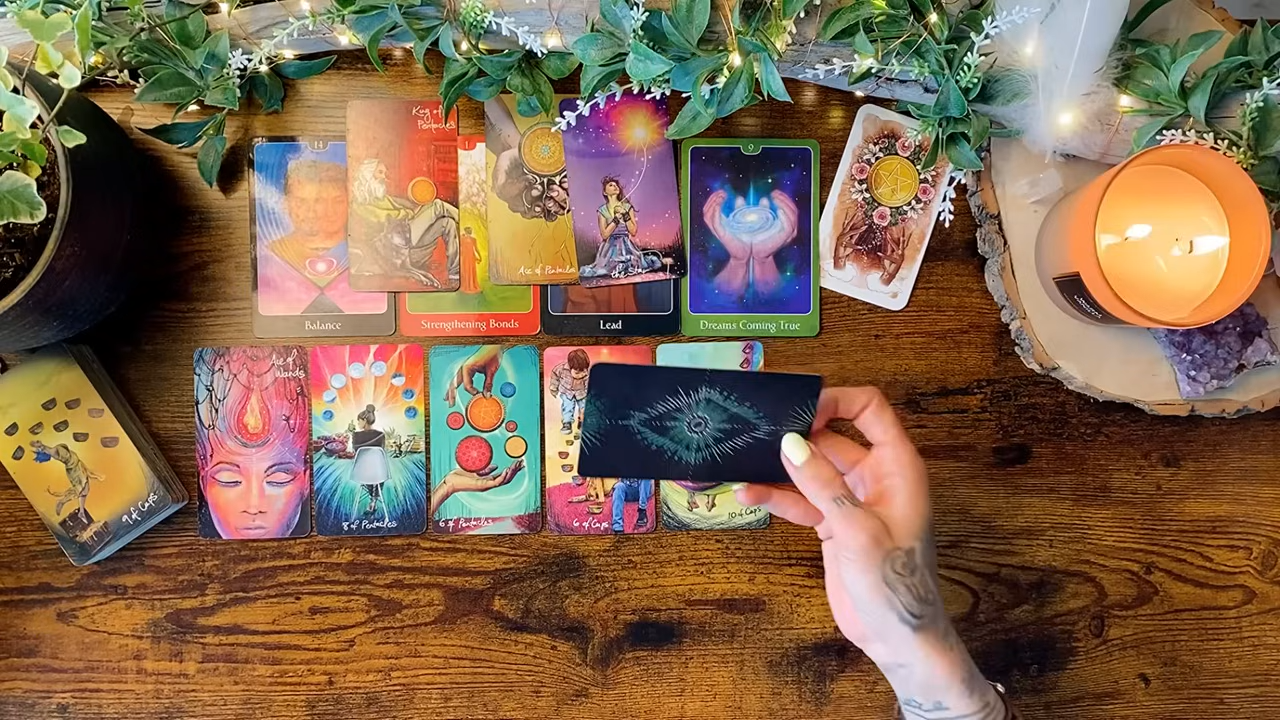 14
King of
Pentacles
1
Ace of Pentacles
the Star
9
Balance
Strengthening Bonds
Lead
Dreams Coming True
Ace of
Wands
8 of Pentacles
6 of Pentacles
6 of Cups
10 of Cups
9 of Cups